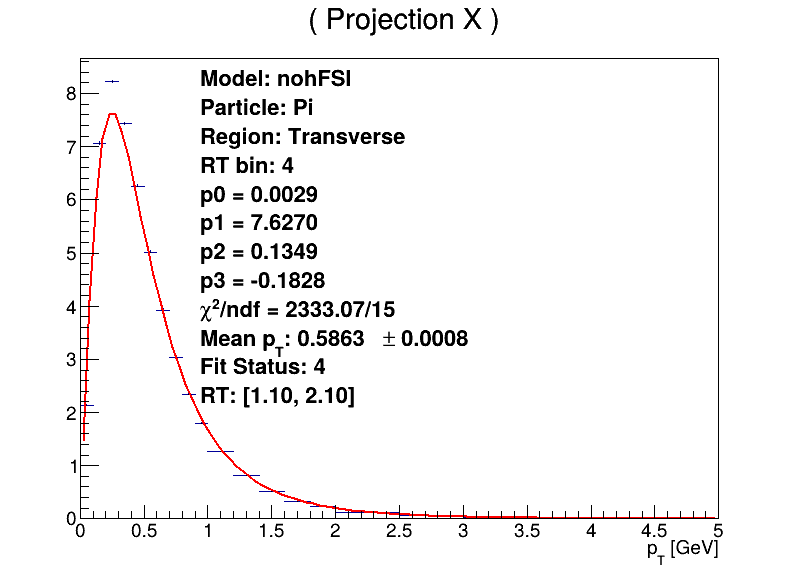 ( Projection X )
Model: nohFSI
Particle: Pi
Region: Transverse
RT bin: 4
p0 = 0.0029
p1 = 7.6270
p2 = 0.1349
p3 = -0.1828
χ²/ndf = 2333.07/15
Mean p_T: 0.5863 ± 0.0008
Fit Status: 4
RT: [1.10, 2.10]
8
7
6
5
4
3
2
1
0
0 0.5 1 1.5 2 2.5 3 3.5 4 4.5 5
p_T [GeV]